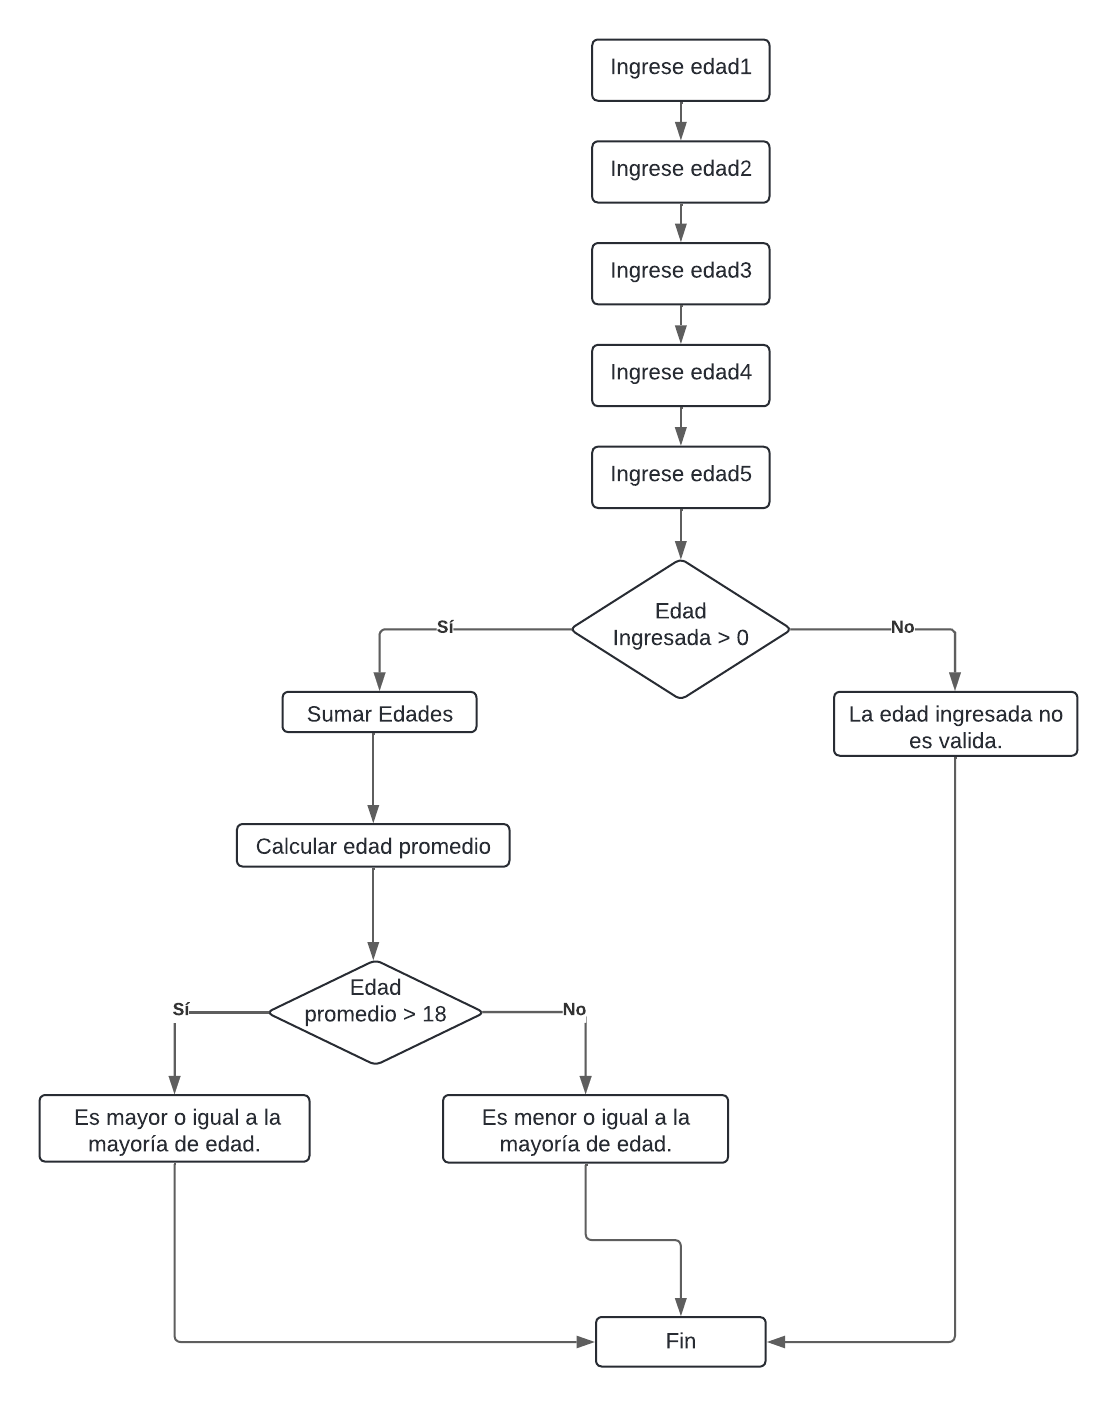 Ingrese edad1
Ingrese edad2
Ingrese edad3
Ingrese edad4
Ingrese edad5
Edad
Ingresada > 0
Sí
No
Sumar Edades
La edad ingresada no
es valida.
Calcular edad promedio
Edad
promedio > 18
Sí
No
Es mayor o igual a la
mayoría de edad.
Es menor o igual a la
mayoría de edad.
Fin